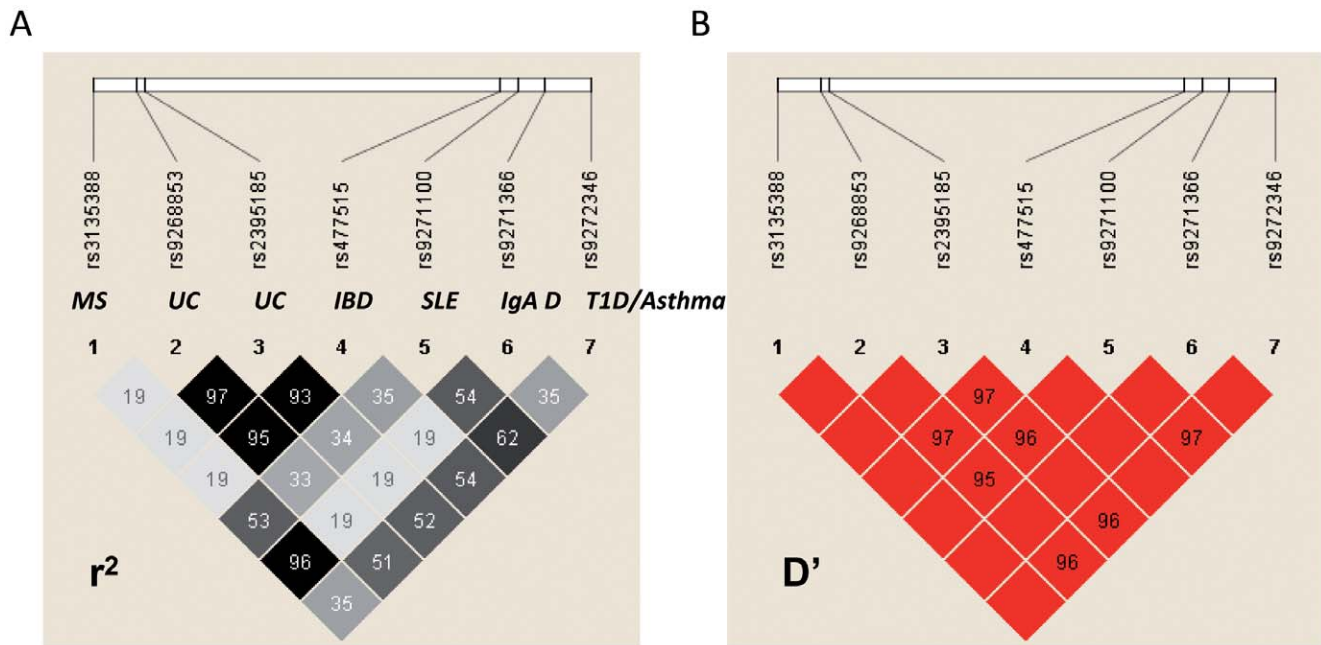 A
B
rs3135388 rs9268853 rs2395185 rs477515 rs9271100 rs9271366 rs9272346
MS UC UC IBD SLE IgA D T1D/Asthma
1 2 3 4 5 6 7
19 97 93 35 54 35
19 95 34 19 62
19 33 19 54
53 19 52
96 51
35
r²
rs3135388 rs9268853 rs2395185 rs477515 rs9271100 rs9271366 rs9272346
1 2 3 4 5 6 7
97
97 96 97
95
96
96
D’